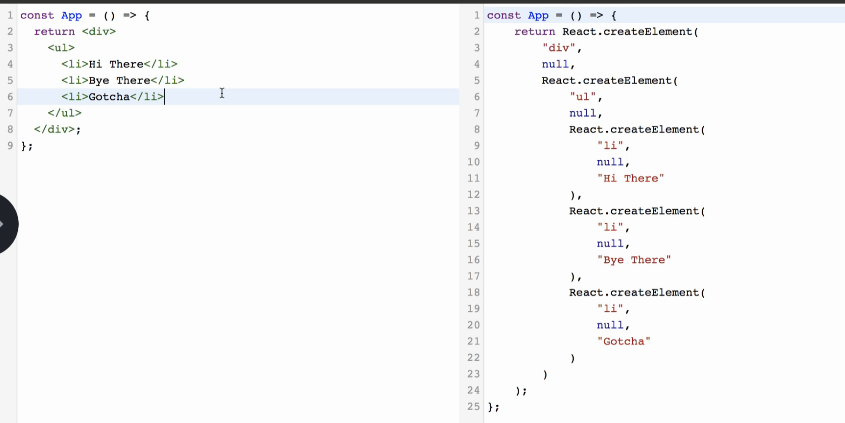 1 const App = () => {
2   return <div>
3     <ul>
4       <li>Hi There</li>
5       <li>Bye There</li>
6       <li>Gotcha</li>
7     </ul>
8   </div>;
9 };
1 const App = () => {
2     return React.createElement(
3         "div",
4         null,
5         React.createElement(
6             "ul",
7             null,
8             React.createElement(
9                 "li",
10                 null,
11                 "Hi There"
12             ),
13             React.createElement(
14                 "li",
15                 null,
16                 "Bye There"
17             ),
18             React.createElement(
19                 "li",
20                 null,
21                 "Gotcha"
22             )
23         )
24     );
25 };